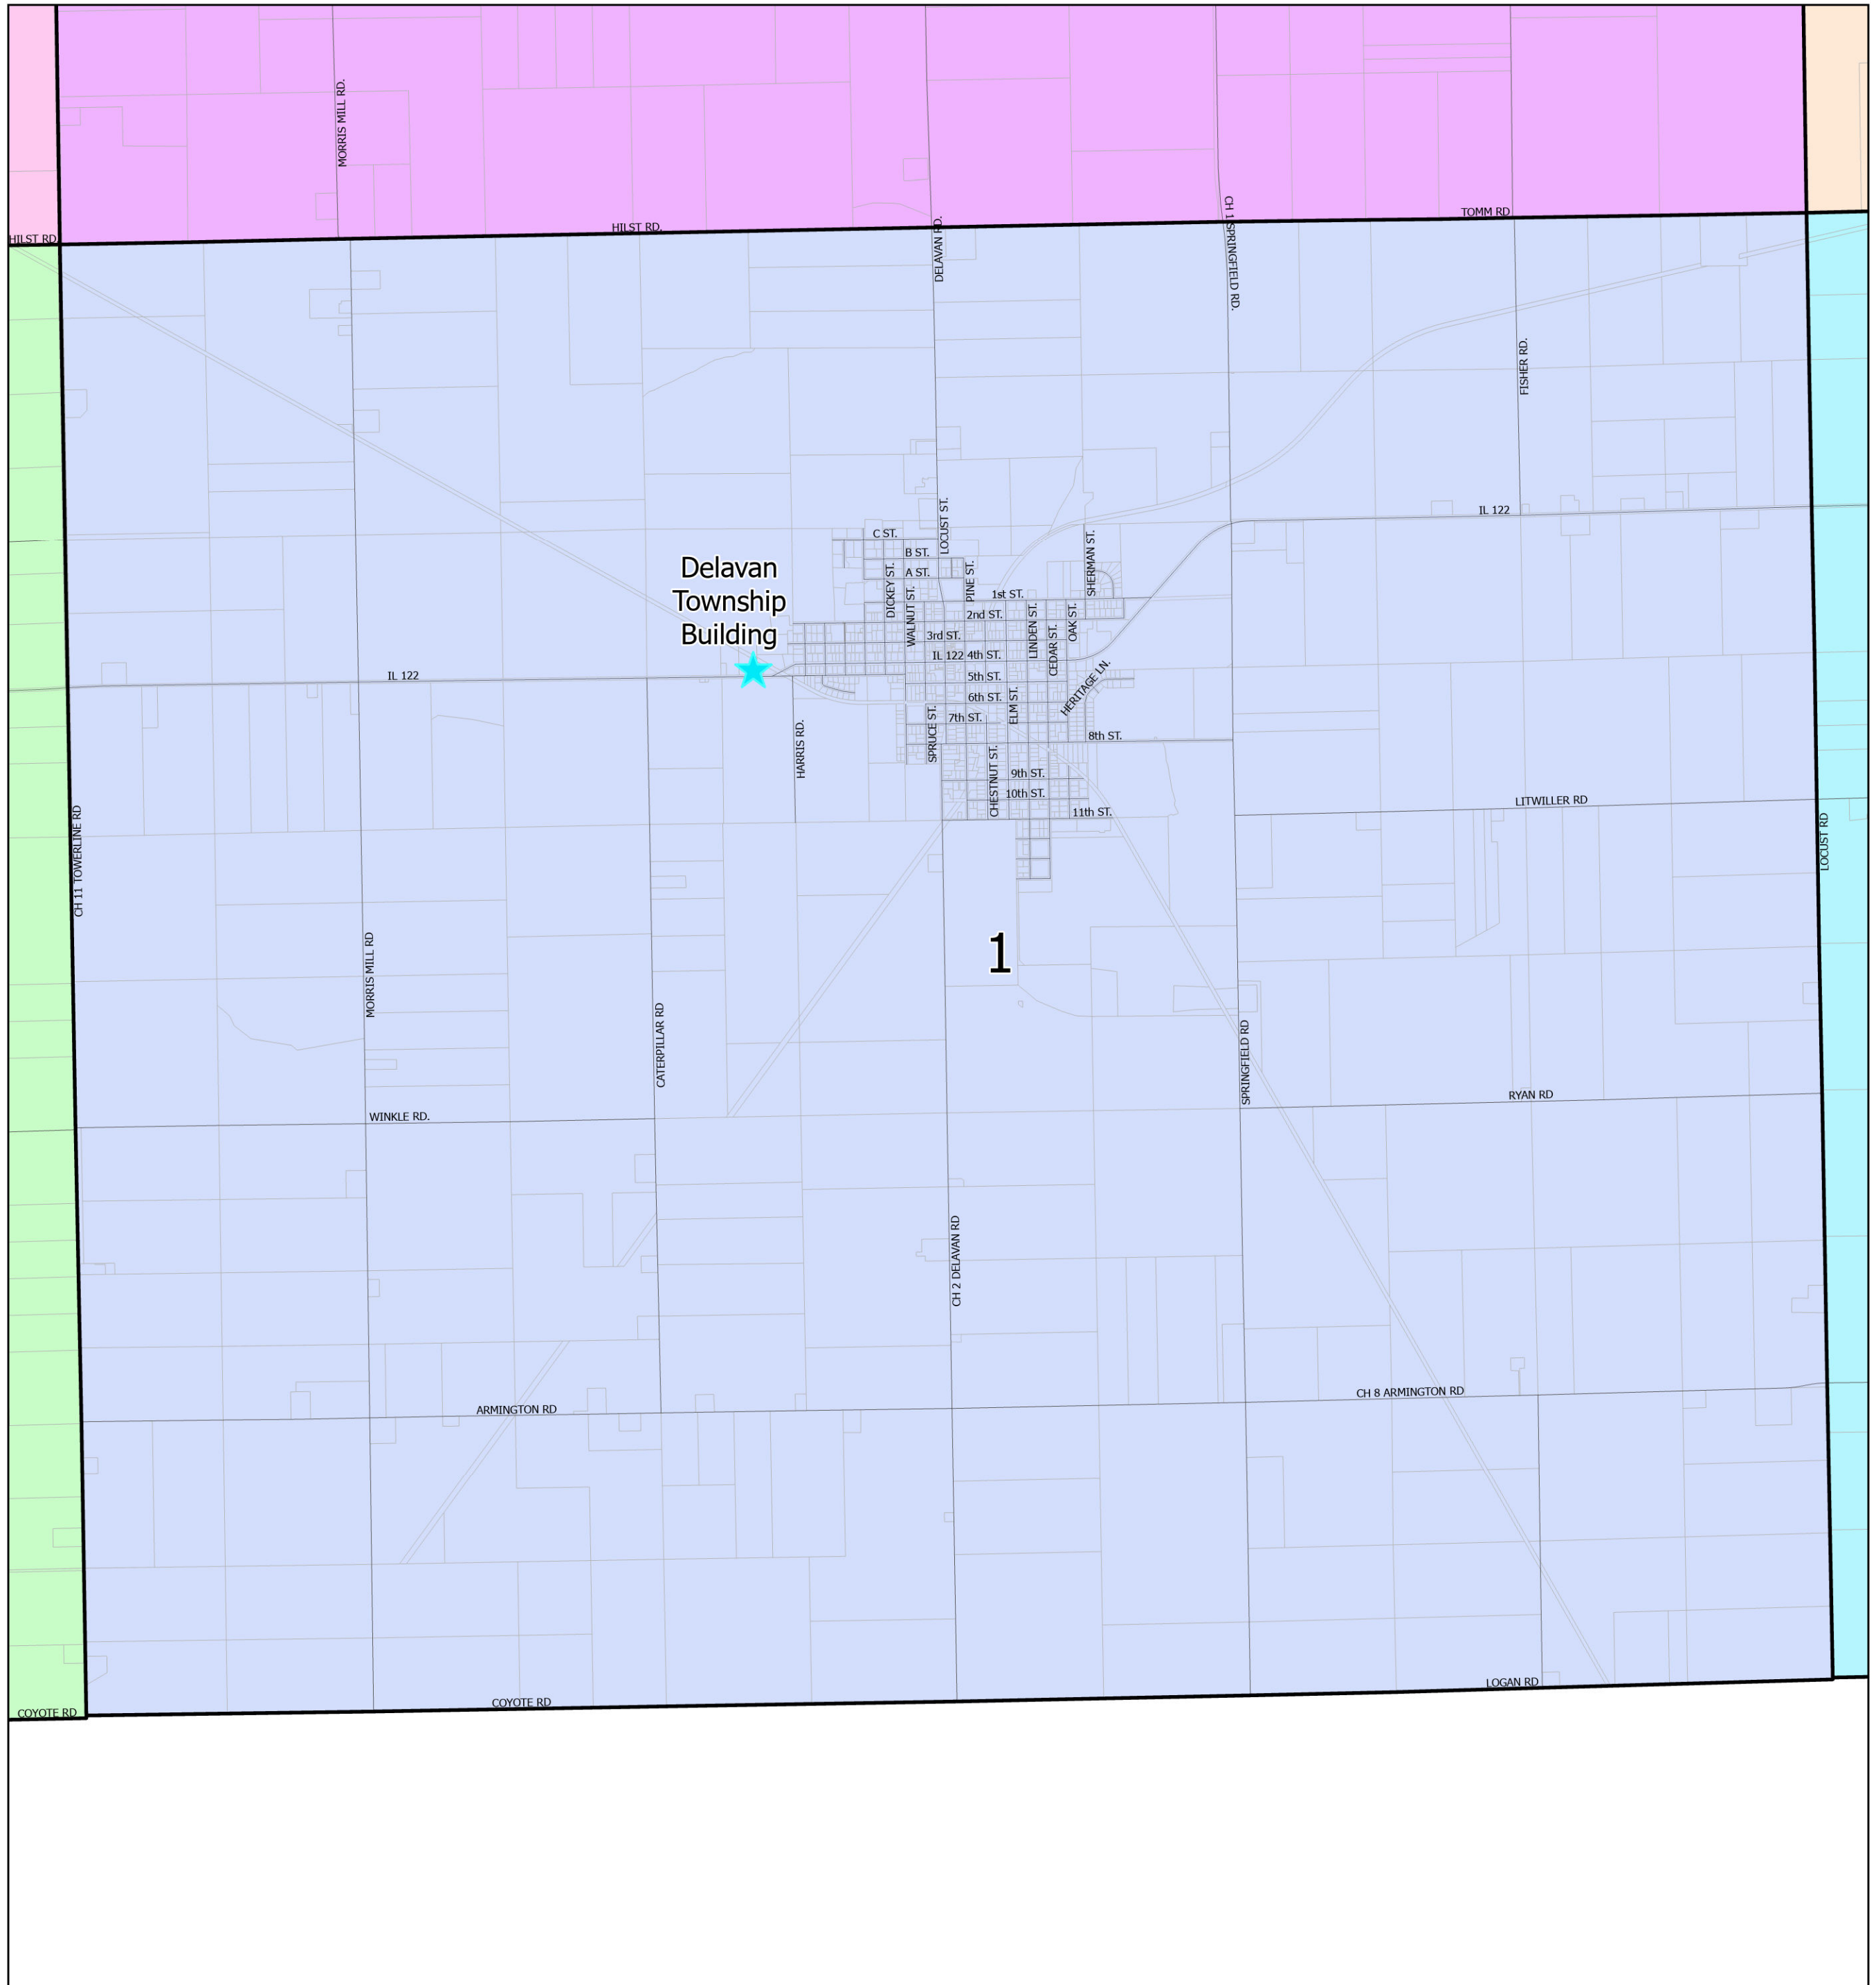 MORRIS MILL RD.
HILST RD
HILST RD.
DELAVAN RD.
CH 1 SPRINGFIELD RD.
TOMM RD
FISHER RD.
IL 122
LOCUST ST.
C ST.
B ST.
A ST.
DICKEY ST.
WALNUT ST.
PINE ST.
SHERMAN ST.
Delavan
Township
Building
1st ST.
2nd ST.
3rd ST.
IL 122 4th ST.
LINDEN ST.
CEDAR ST.
OAK ST.
5th ST.
6th ST.
7th ST.
ELM ST.
HERITAGE LN.
IL 122
HARRIS RD.
SPRUCE ST.
8th ST.
CHESTNUT ST.
9th ST.
10th ST.
11th ST.
LITWILLER RD
CH 11 TOWERLINE RD
LOCUST RD
1
MORRIS MILL RD
CATERPILLAR RD
SPRINGFIELD RD
WINKLE RD.
RYAN RD
CH 2 DELAVAN RD
ARMINGTON RD
CH 8 ARMINGTON RD
COYOTE RD
COYOTE RD
LOGAN RD